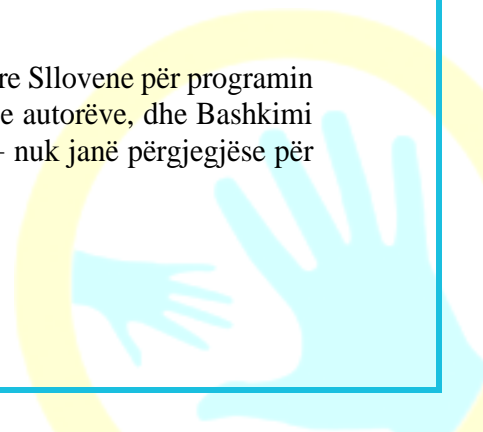 re Sllovene për programin
e autorëve, dhe Bashkimi
nuk janë përgjegjëse për